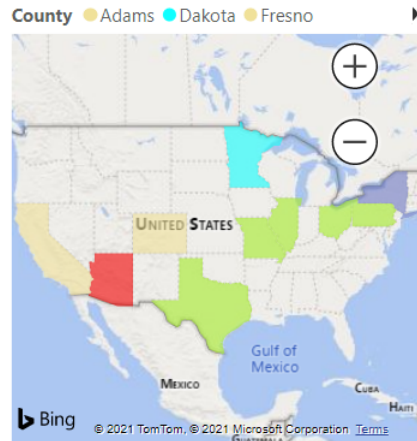 County Adams Dakota Fresno
UNITED STATES
Gulf of
Mexico
MEXICO
CUBA
HAITI
GUATEMALA
Bing
© 2021 TomTom, © 2021 Microsoft Corporation Terms